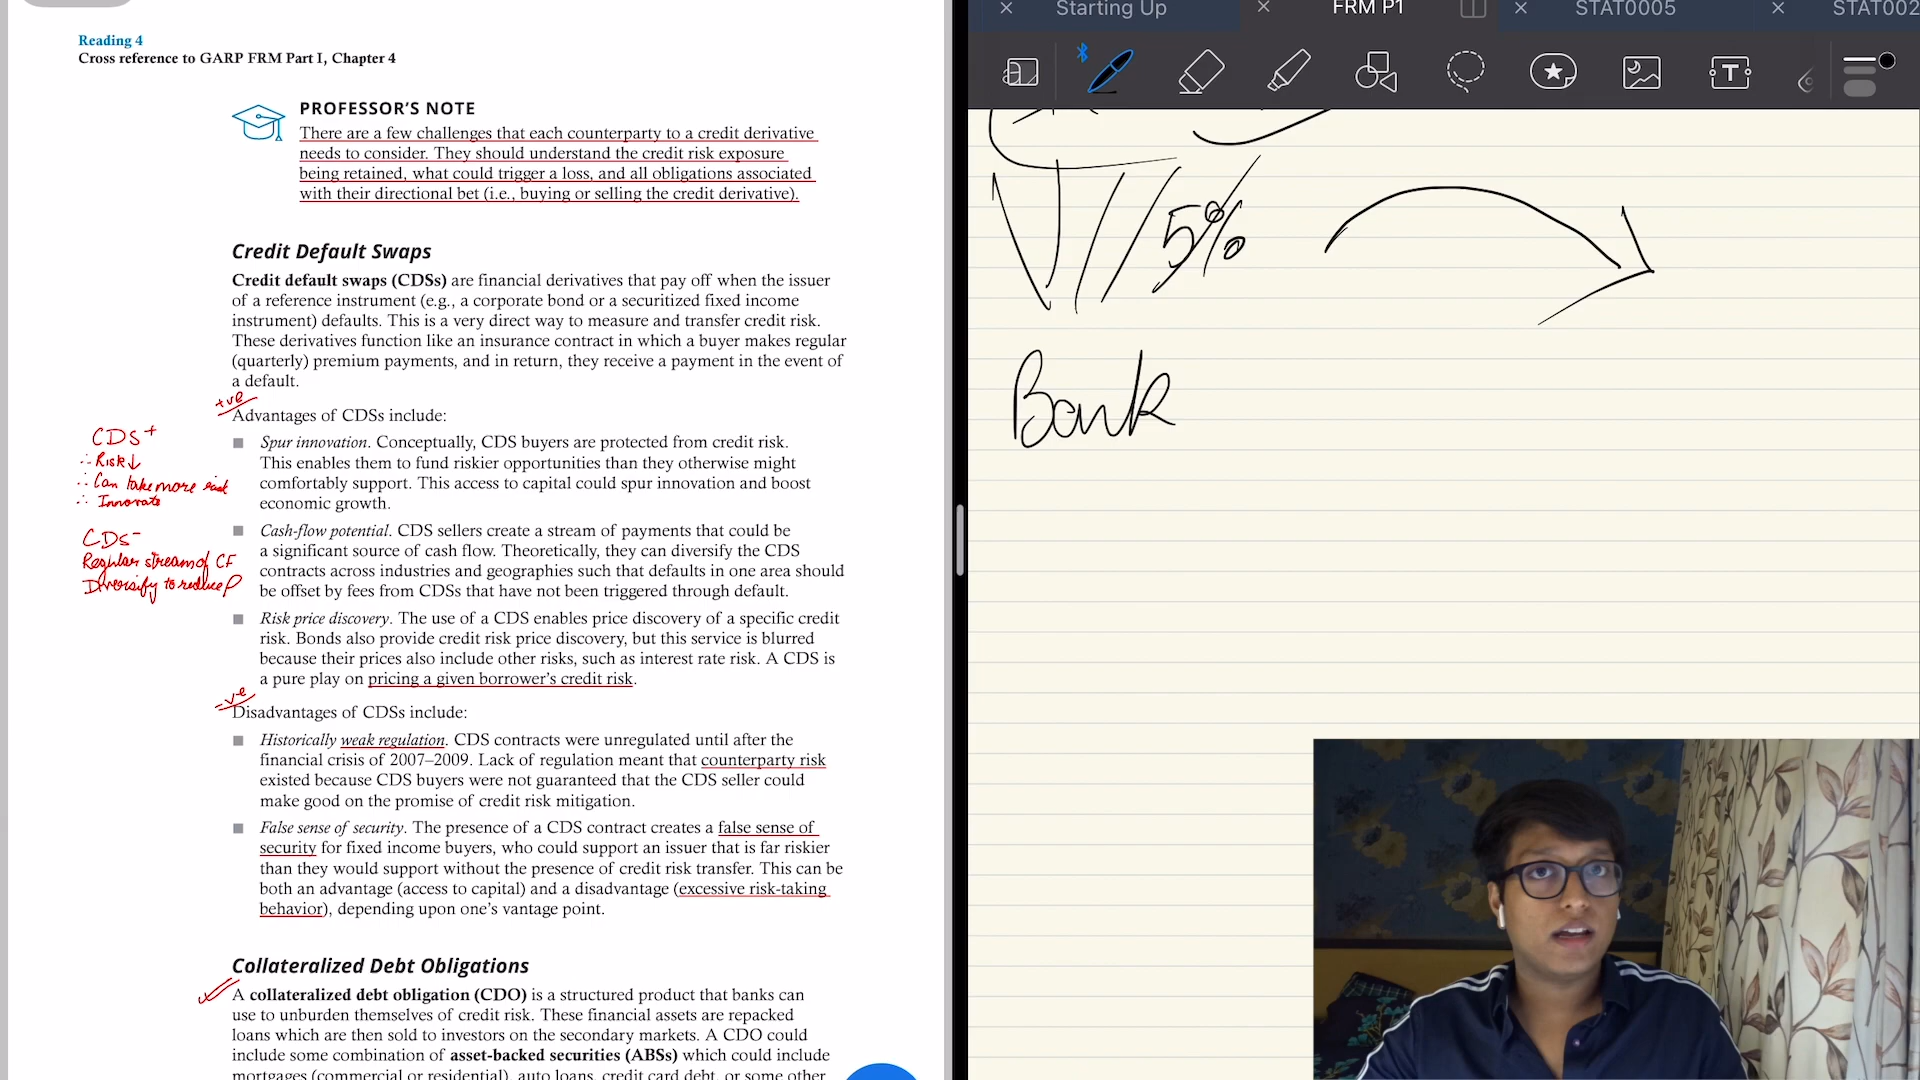 Reading 4
Cross reference to GARP FRM Part I, Chapter 4
PROFESSOR'S NOTE
There are a few challenges that each counterparty to a credit derivative
needs to consider. They should understand the credit risk exposure
being retained, what could trigger a loss, and all obligations associated
with their directional bet (i.e., buying or selling the credit derivative).
Credit Default Swaps
Credit default swaps (CDSs) are financial derivatives that pay off when the issuer
of a reference instrument (e.g., a corporate bond or a securitized fixed income
instrument) defaults. This is a very direct way to measure and transfer credit risk.
These derivatives function like an insurance contract in which a buyer makes regular
(quarterly) premium payments, and in return, they receive a payment in the event of
a default.
+ve
Advantages of CDSs include:
Spur innovation. Conceptually, CDS buyers are protected from credit risk.
This enables them to fund riskier opportunities than they otherwise might
comfortably support. This access to capital could spur innovation and boost
economic growth.
CDS+
∴ Risk↓
∴ Can take more risk
∴ Innovate
Cash-flow potential. CDS sellers create a stream of payments that could be
a significant source of cash flow. Theoretically, they can diversify the CDS
contracts across industries and geographies such that defaults in one area should
be offset by fees from CDSs that have not been triggered through default.
CDS-
Regular stream of CF
Diversify to reduce ρ
Risk price discovery. The use of a CDS enables price discovery of a specific credit
risk. Bonds also provide credit risk price discovery, but this service is blurred
because their prices also include other risks, such as interest rate risk. A CDS is
a pure play on pricing a given borrower's credit risk.
-ve
Disadvantages of CDSs include:
Historically weak regulation. CDS contracts were unregulated until after the
financial crisis of 2007–2009. Lack of regulation meant that counterparty risk
existed because CDS buyers were not guaranteed that the CDS seller could
make good on the promise of credit risk mitigation.
False sense of security. The presence of a CDS contract creates a false sense of
security for fixed income buyers, who could support an issuer that is far riskier
than they would support without the presence of credit risk transfer. This can be
both an advantage (access to capital) and a disadvantage (excessive risk-taking
behavior), depending upon one's vantage point.
Collateralized Debt Obligations
A collateralized debt obligation (CDO) is a structured product that banks can
use to unburden themselves of credit risk. These financial assets are repacked
loans which are then sold to investors on the secondary markets. A CDO could
include some combination of asset-backed securities (ABSs) which could include
mortgages (commercial or residential), auto loans, credit card debt, or some other
Starting Up
FRM P1
STAT0005
STAT002
5%
Bank